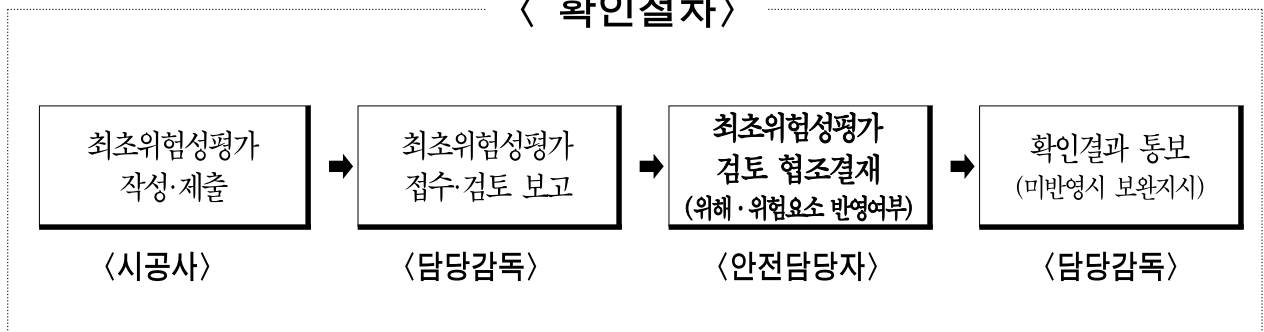 〈 확인절차〉
최초위험성평가
작성·제출
최초위험성평가
접수·검토 보고
최초위험성평가
검토 협조결재
(위해·위험요소 반영여부)
확인결과 통보
(미반영시 보완지시)
〈시공사〉
〈담당감독〉
〈안전담당자〉
〈담당감독〉